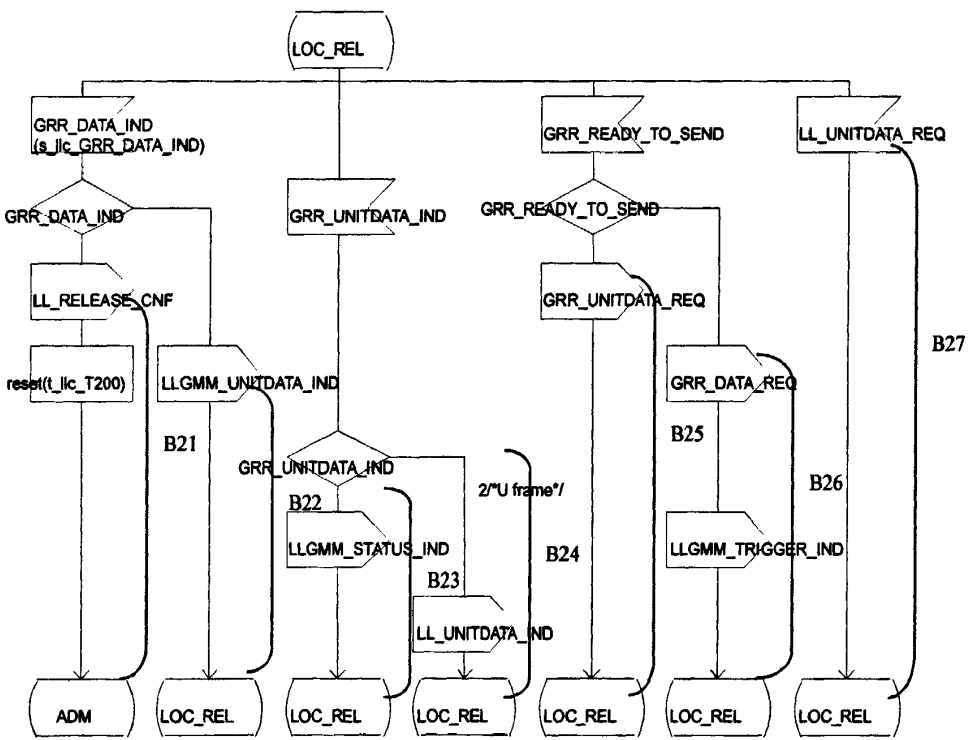 LOC_REL
GRR_DATA_IND
(s_llc_GRR_DATA_IND)
GRR_READY_TO_SEND
LL_UNITDATA_REQ
GRR_DATA_IND
GRR_UNITDATA_IND
GRR_READY_TO_SEND
LL_RELEASE_CNF
GRR_UNITDATA_REQ
B27
reset(t_llc_T200)
LLGMM_UNITDATA_IND
GRR_DATA_REQ
B21
B25
GRR_UNITDATA_IND
2/*U frame*/
B26
B22
LLGMM_STATUS_IND
B24
LLGMM_TRIGGER_IND
B23
LL_UNITDATA_IND
ADM
LOC_REL
LOC_REL
LOC_REL
LOC_REL
LOC_REL
LOC_REL